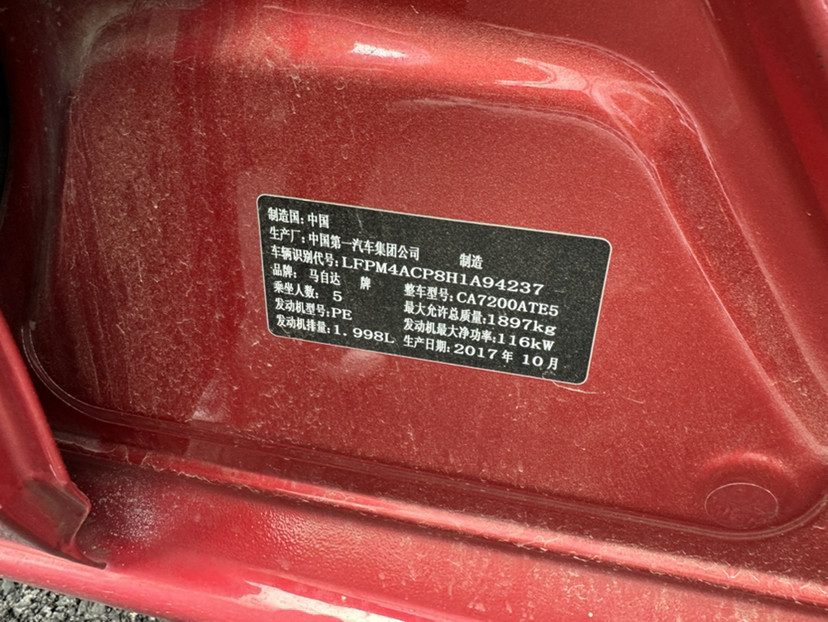 制造国：中国
生产厂：中国第一汽车集团公司 制造
车辆识别代号：LFPM4ACP8H1A94237
品牌： 马自达 牌 整车型号：CA7200ATE5
乘坐人数： 5 最大允许总质量：1897kg
发动机型号：PE 发动机最大净功率：116kW
发动机排量：1.998L 生产日期：2017年 10月